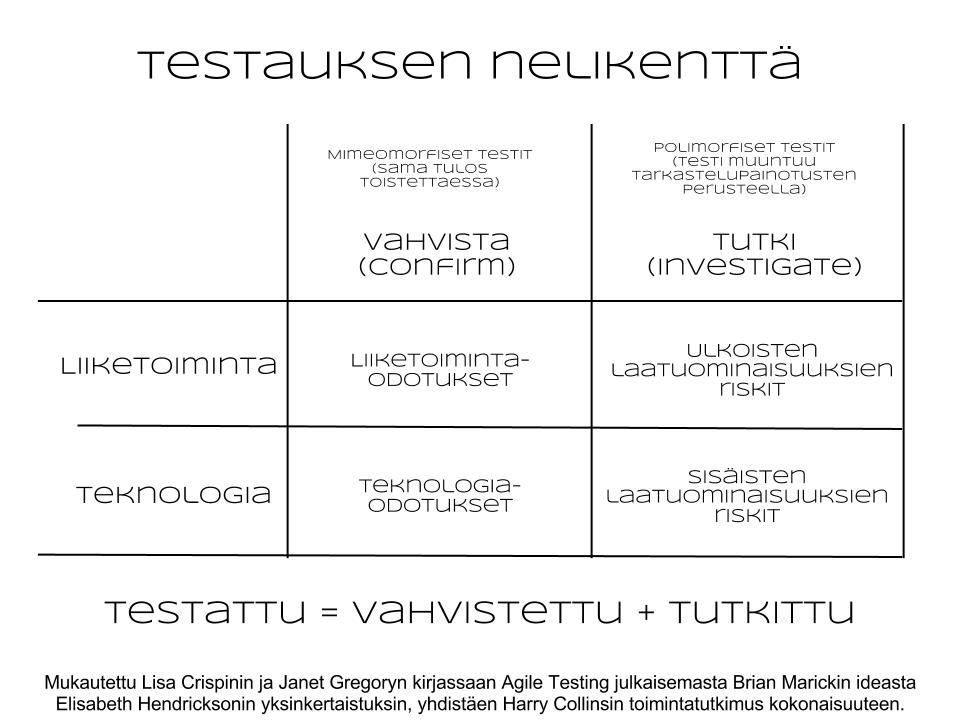 Testauksen nelikenttä
Mimeomorfiset testit
(sama tulos
toistettaessa)
Polimorfiset testit
(testi muuntuu
tarkastelupainotusten
perusteella)
Vahvista
(Confirm)
Tutki
(Investigate)
Liiketoiminta
Liiketoiminta-
odotukset
Ulkoisten
laatuominaisuuksien
riskit
Teknologia
Teknologia-
odotukset
Sisäisten
laatuominaisuuksien
riskit
Testattu = Vahvistettu + Tutkittu
Mukautettu Lisa Crispinin ja Janet Gregoryn kirjassaan Agile Testing julkaisemasta Brian Marickin ideasta
Elisabeth Hendricksonin yksinkertaistuksin, yhdistäen Harry Collinsin toimintatutkimus kokonaisuuteen.